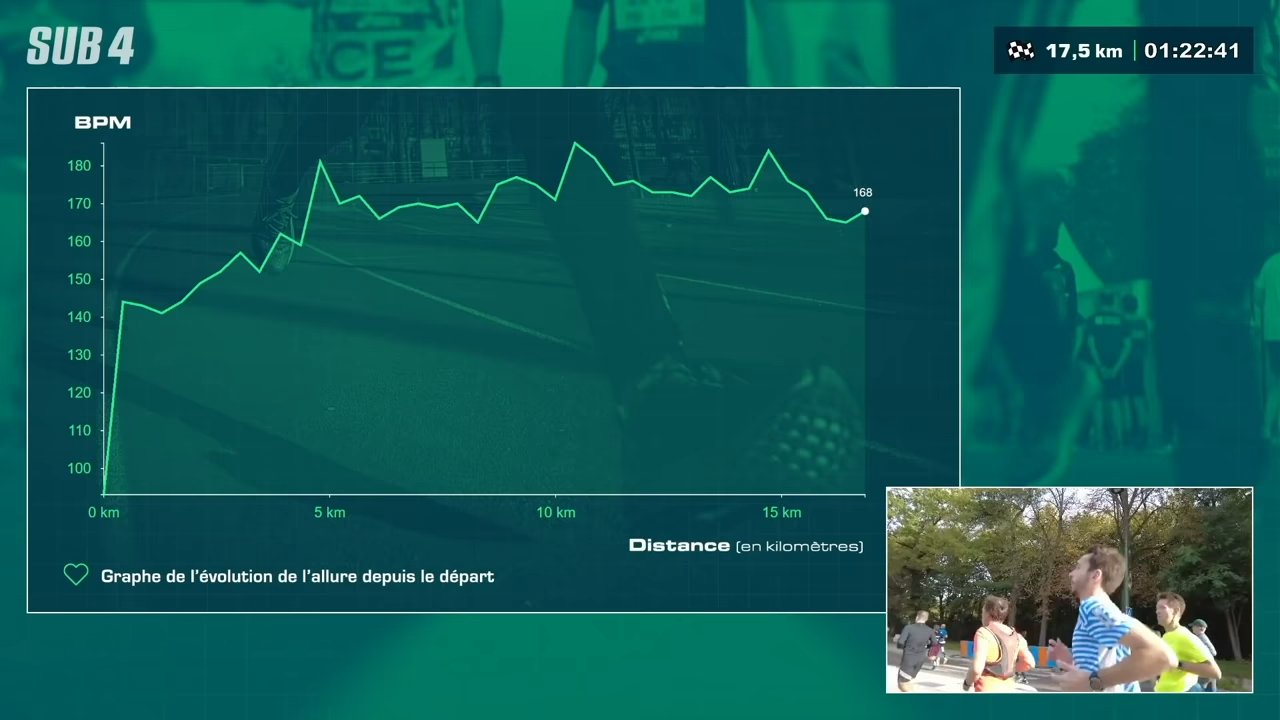 SUB 4
17,5 km | 01:22:41
BPM
180
170
160
150
140
130
120
110
100
168
0 km
5 km
10 km
15 km
Distance (en kilomètres)
Graphe de l'évolution de l'allure depuis le départ